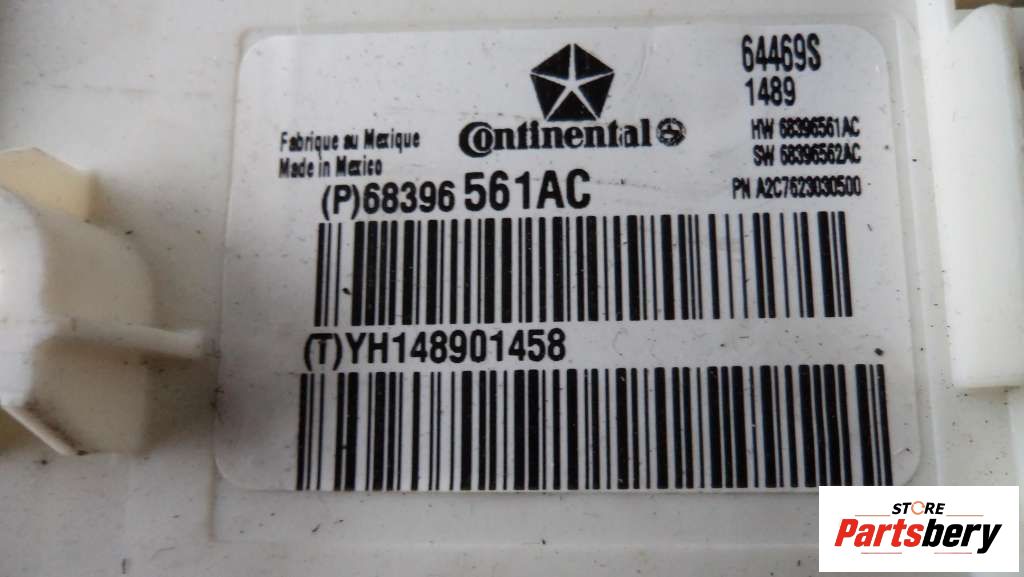 64469S
1489
Continental
HW 68396561AC
SW 68396562AC
Fabrique au Mexique
Made in Mexico
PN A2C7623030500
(P)68396 561AC
(T)YH148901458
STORE
Partsbery